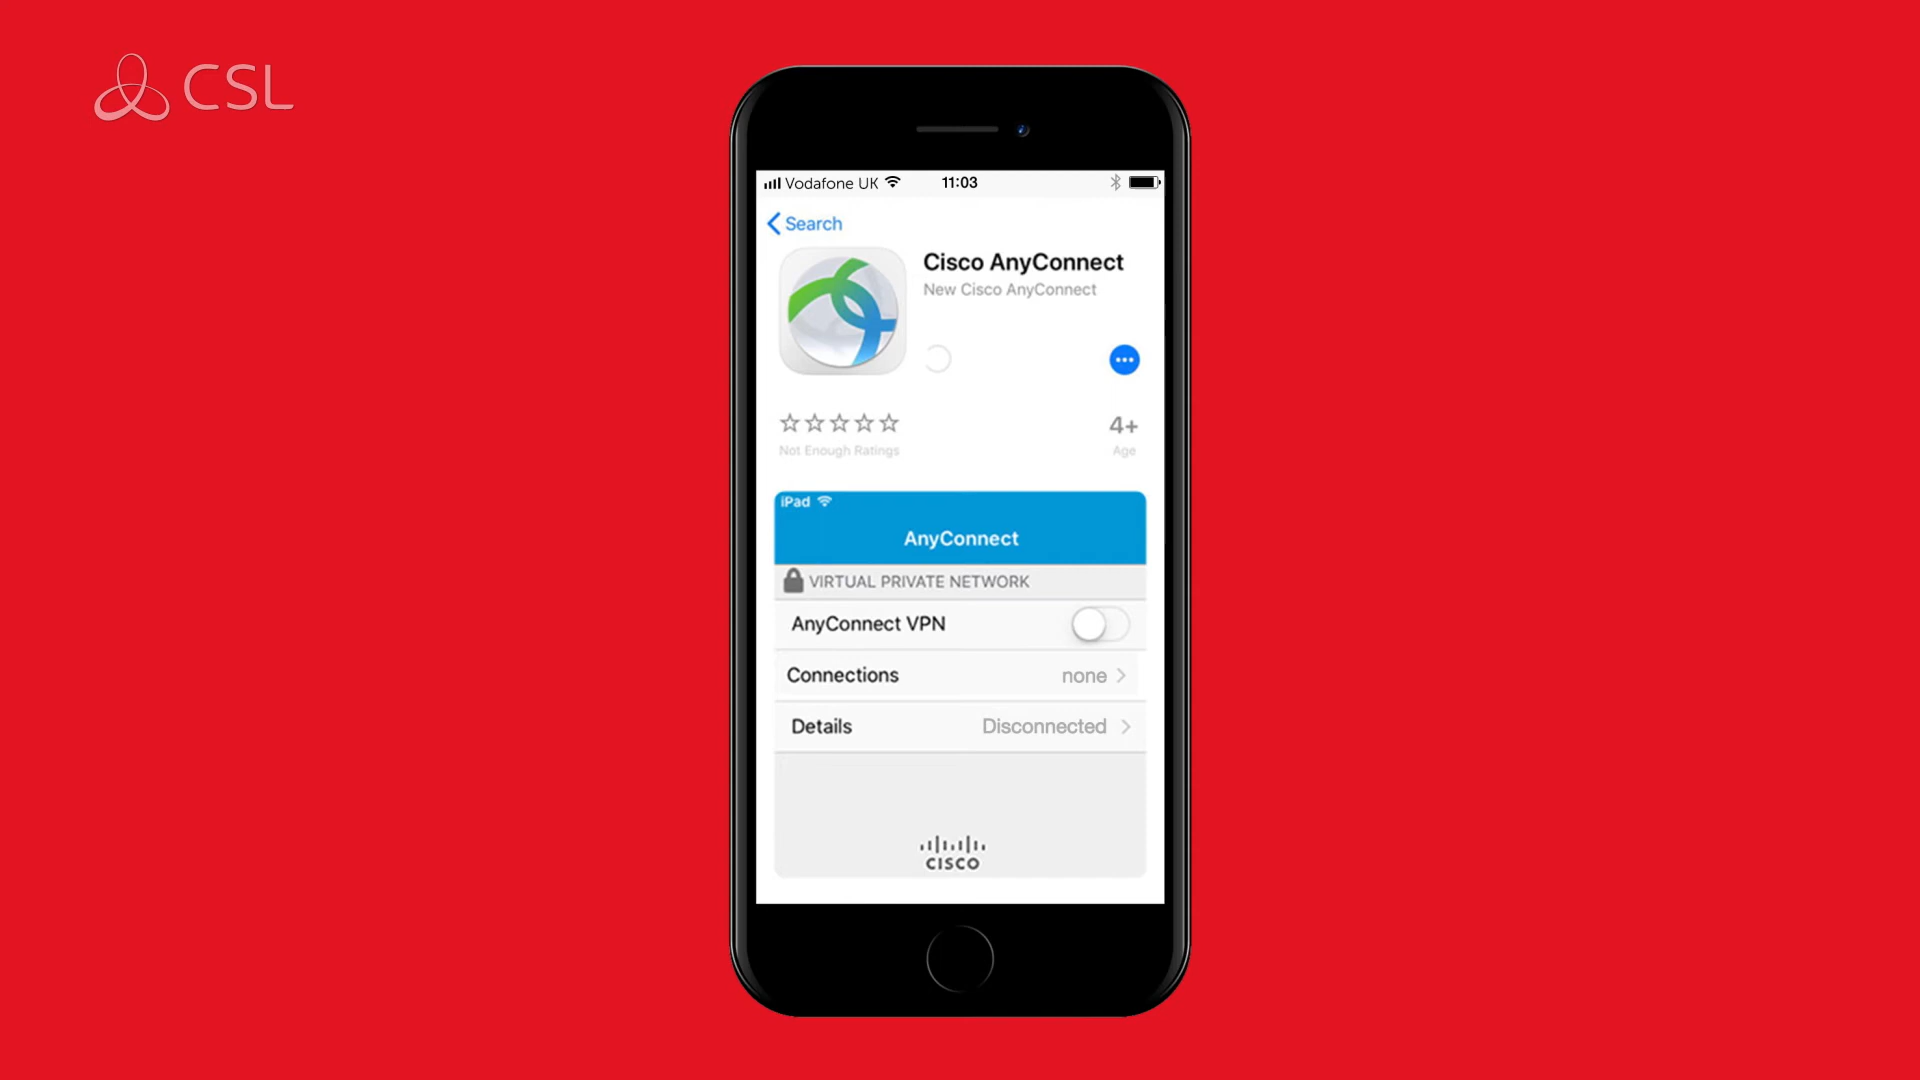 CSL
Vodafone UK 11:03
Search
Cisco AnyConnect
New Cisco AnyConnect
Not Enough Ratings
4+
Age
iPad
AnyConnect
VIRTUAL PRIVATE NETWORK
AnyConnect VPN
Connections none
Details Disconnected
CISCO